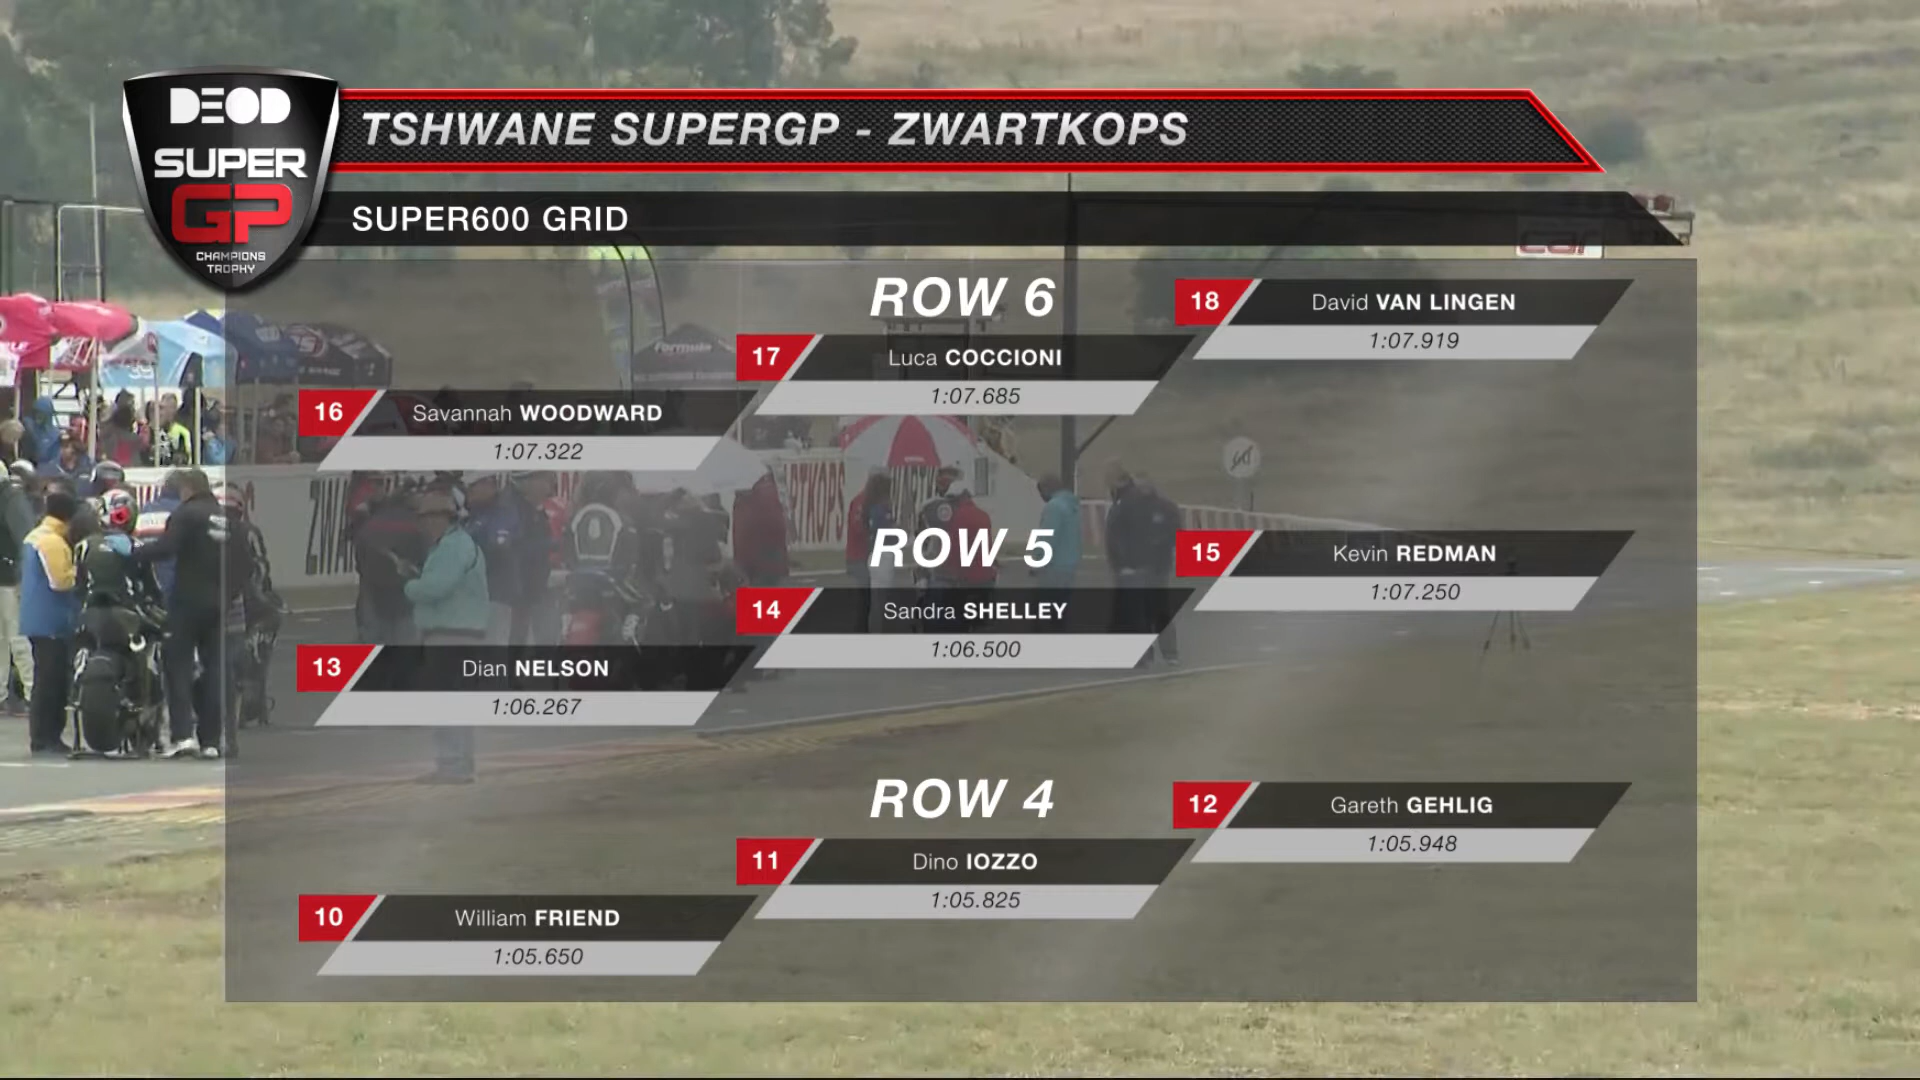 DEOD
SUPER
GP
CHAMPIONS
TROPHY
TSHWANE SUPERGP - ZWARTKOPS
SUPER600 GRID
ROW 6
18 David VAN LINGEN
1:07.919
17 Luca COCCIONI
1:07.685
16 Savannah WOODWARD
1:07.322
ROW 5
15 Kevin REDMAN
1:07.250
14 Sandra SHELLEY
1:06.500
13 Dian NELSON
1:06.267
ROW 4
12 Gareth GEHLIG
1:05.948
11 Dino IOZZO
1:05.825
10 William FRIEND
1:05.650
formula
60